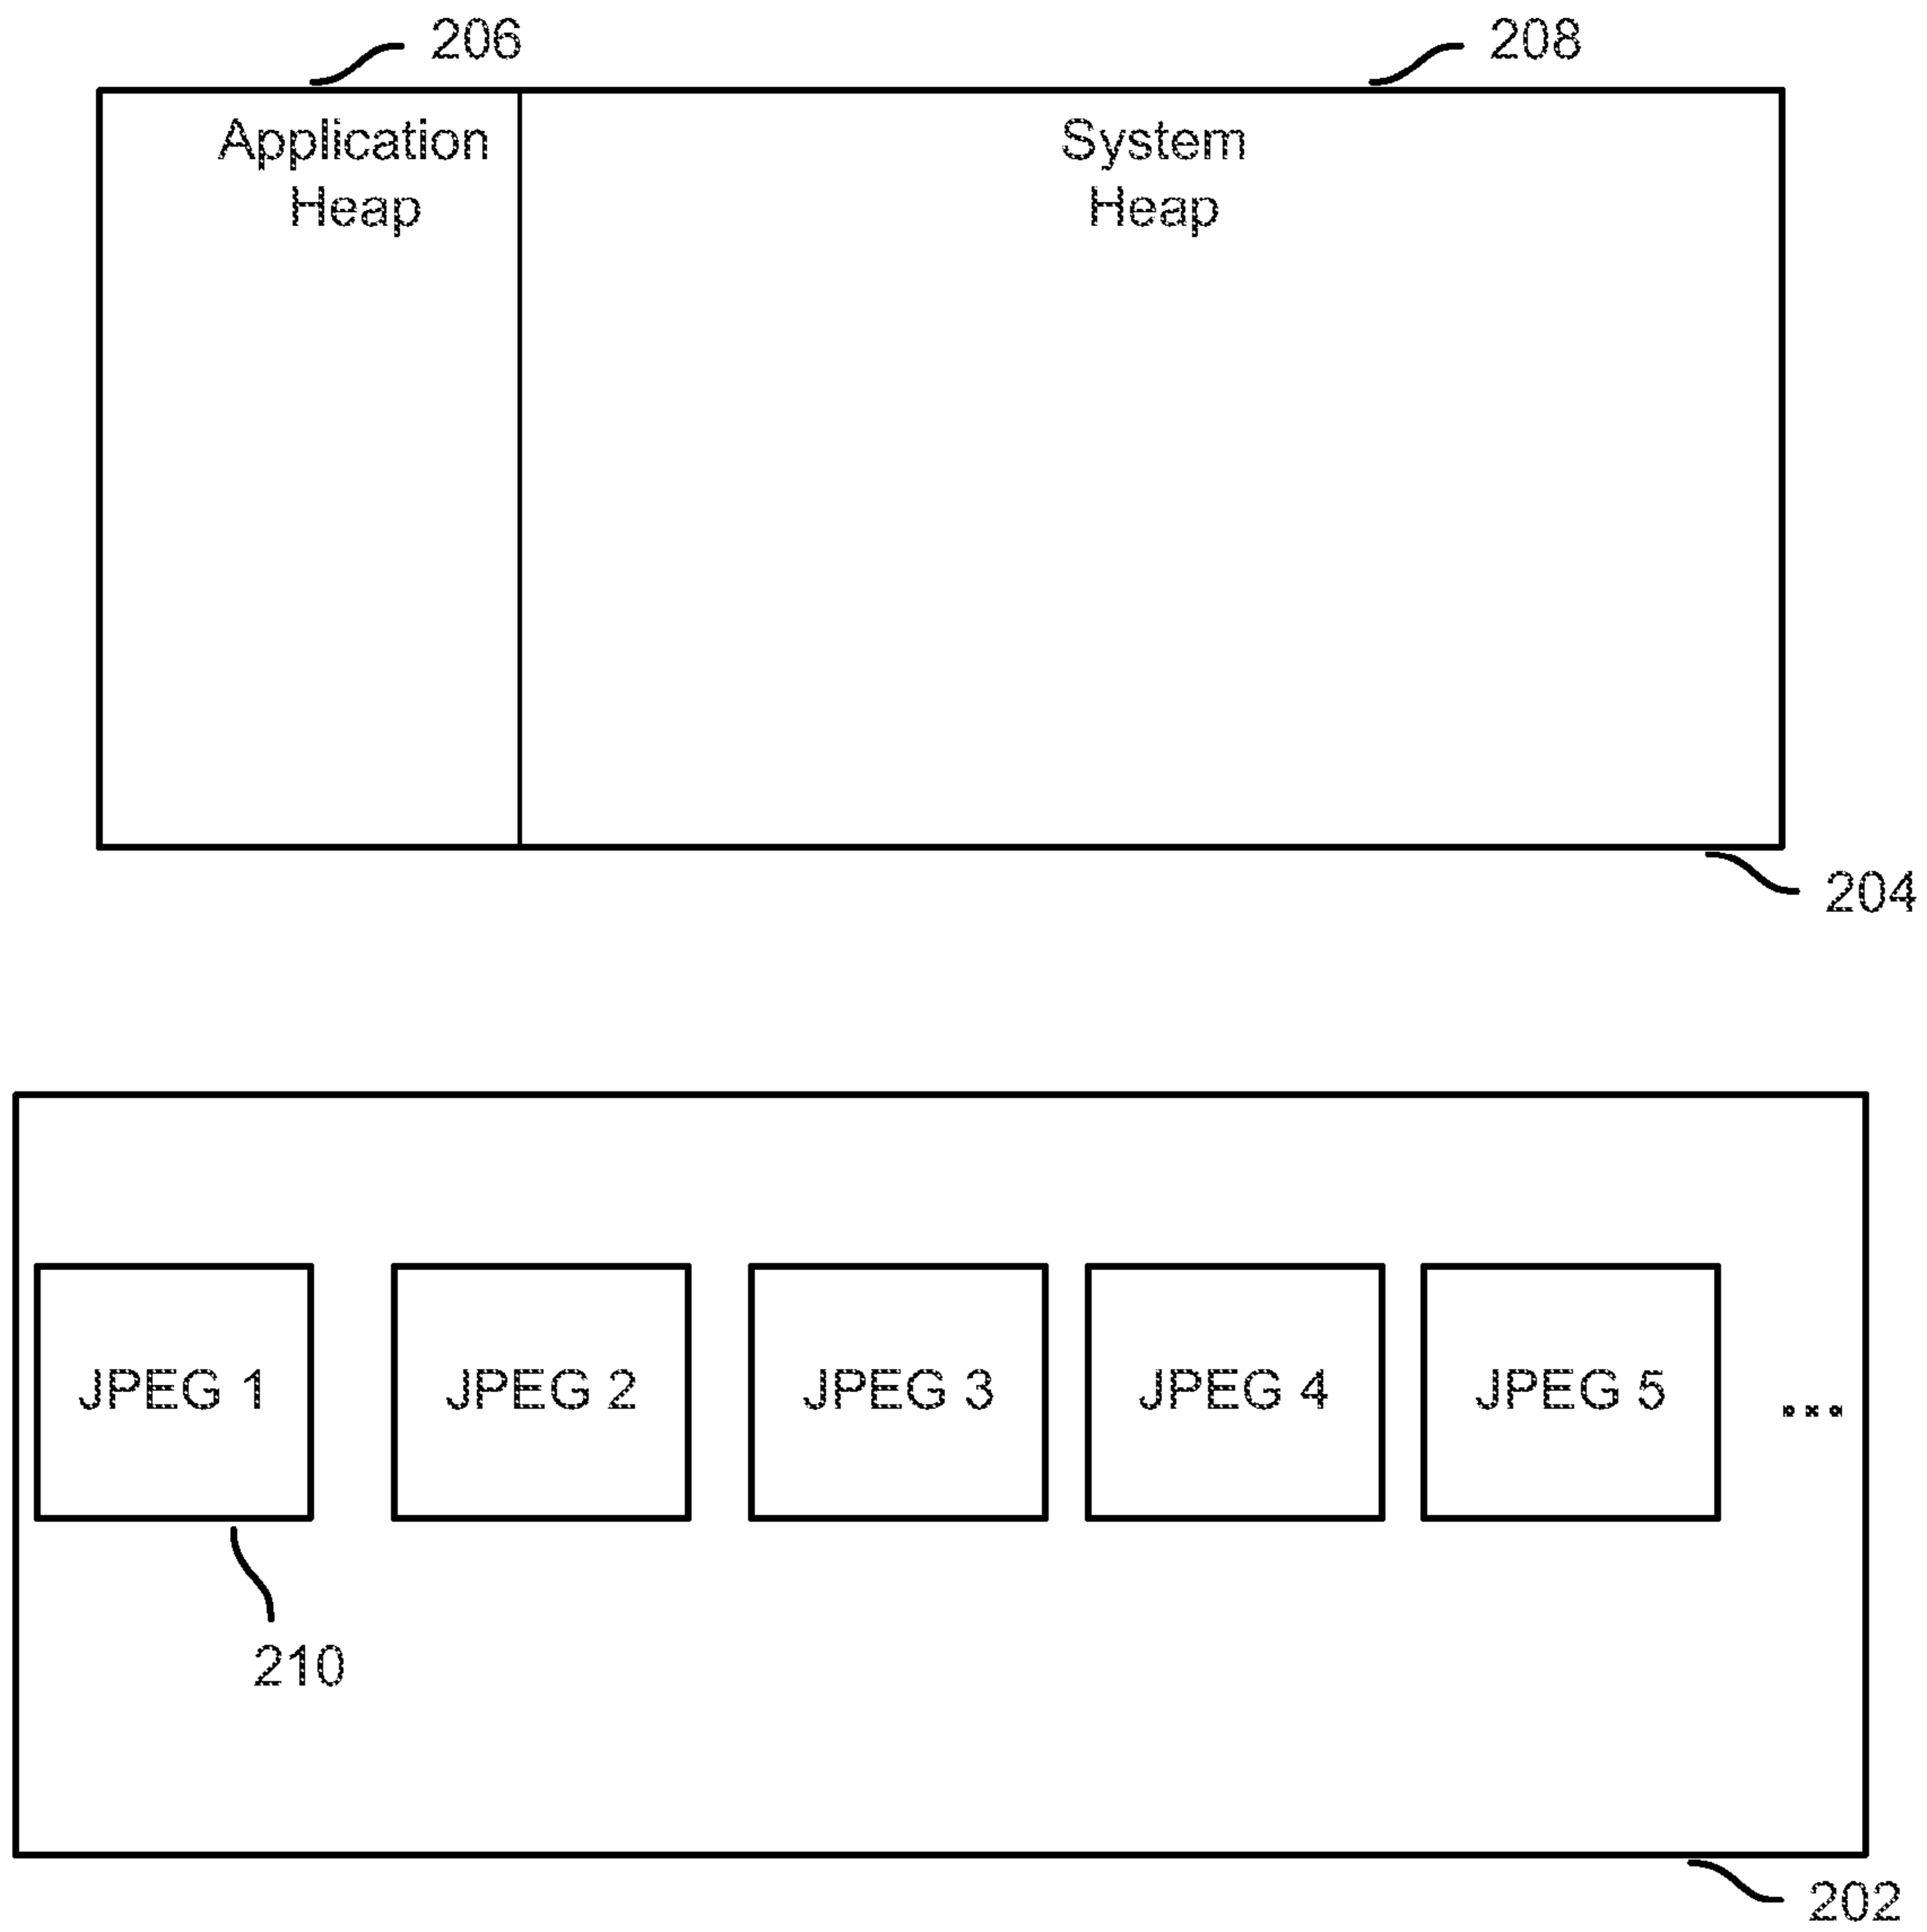 206
208
Application
Heap
System
Heap
204
JPEG 1
JPEG 2
JPEG 3
JPEG 4
JPEG 5
...
210
202